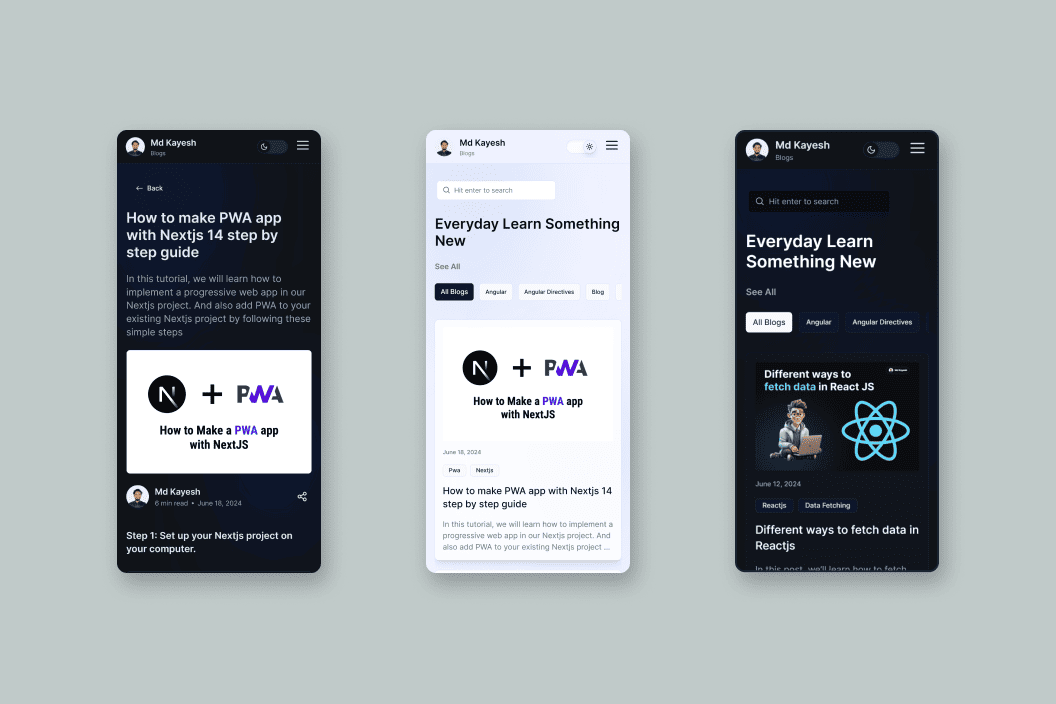 Md Kayesh
Blogs
Back
How to make PWA app
with Nextjs 14 step by
step guide
In this tutorial, we will learn how to
implement a progressive web app in our
Nextjs project. And also add PWA to your
existing Nextjs project by following these
simple steps
N + PWA
How to Make a PWA app
with NextJS
Md Kayesh
6 min read • June 18, 2024
Step 1: Set up your Nextjs project on
your computer.
Md Kayesh
Blogs
Hit enter to search
Everyday Learn Something
New
See All
All Blogs Angular Angular Directives Blog
N + PWA
How to Make a PWA app
with NextJS
June 18, 2024
Pwa Nextjs
How to make PWA app with Nextjs 14
step by step guide
In this tutorial, we will learn how to implement a
progressive web app in our Nextjs project. And
also add PWA to your existing Nextjs project ...
Md Kayesh
Blogs
Hit enter to search
Everyday Learn
Something New
See All
All Blogs Angular Angular Directives
Different ways to
fetch data in React JS
Md Kayesh
June 12, 2024
Reactjs Data Fetching
Different ways to fetch data in
Reactjs
In this post, we'll learn how to fetch